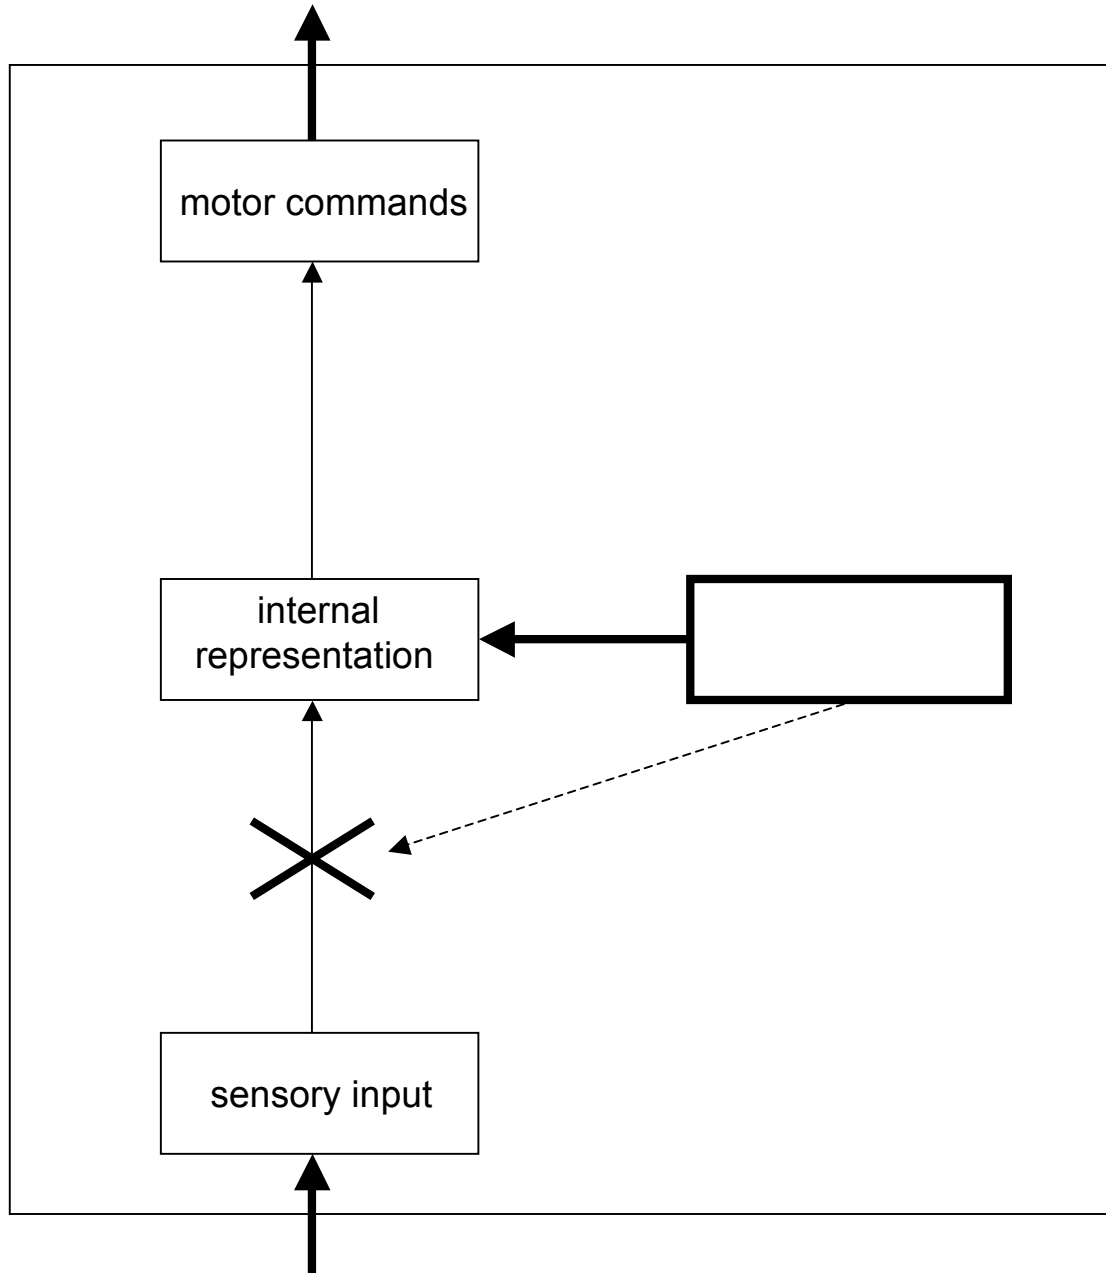 motor commands
internal
representation
sensory input